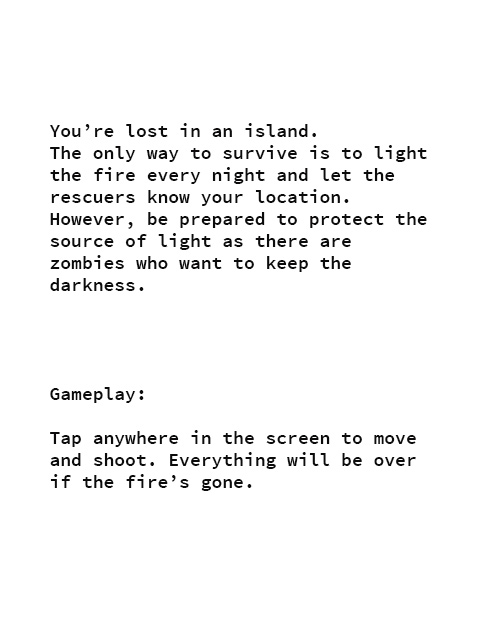 You’re lost in an island.
The only way to survive is to light
the fire every night and let the
rescuers know your location.
However, be prepared to protect the
source of light as there are
zombies who want to keep the
darkness.
Gameplay:
Tap anywhere in the screen to move
and shoot. Everything will be over
if the fire’s gone.